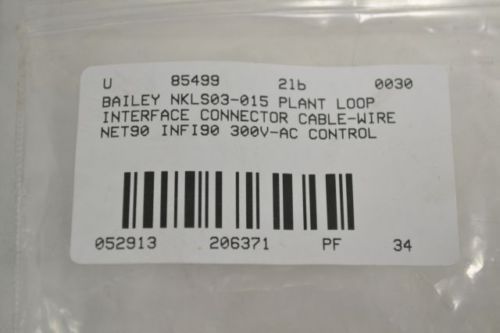 U 85499 2lb 0030
BAILEY NKLS03-015 PLANT LOOP
INTERFACE CONNECTOR CABLE-WIRE
NET90 INFI90 300V-AC CONTROL
052913 206371 PF 34